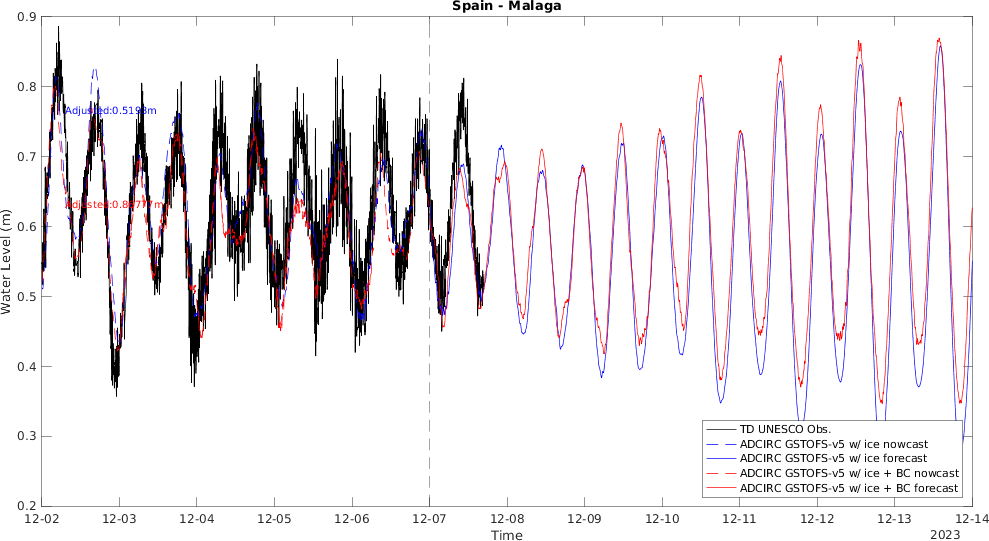 Spain - Malaga
0.9
0.8
0.7
0.6
0.5
0.4
0.3
0.2
Water Level (m)
Adjusted:0.5193m
TD UNESCO Obs.
ADCIRC GSTOFS-v5 w/ ice nowcast
ADCIRC GSTOFS-v5 w/ ice forecast
ADCIRC GSTOFS-v5 w/ ice + BC nowcast
ADCIRC GSTOFS-v5 w/ ice + BC forecast
12-02 12-03 12-04 12-05 12-06 12-07 12-08 12-09 12-10 12-11 12-12 12-13 12-14
Time
2023